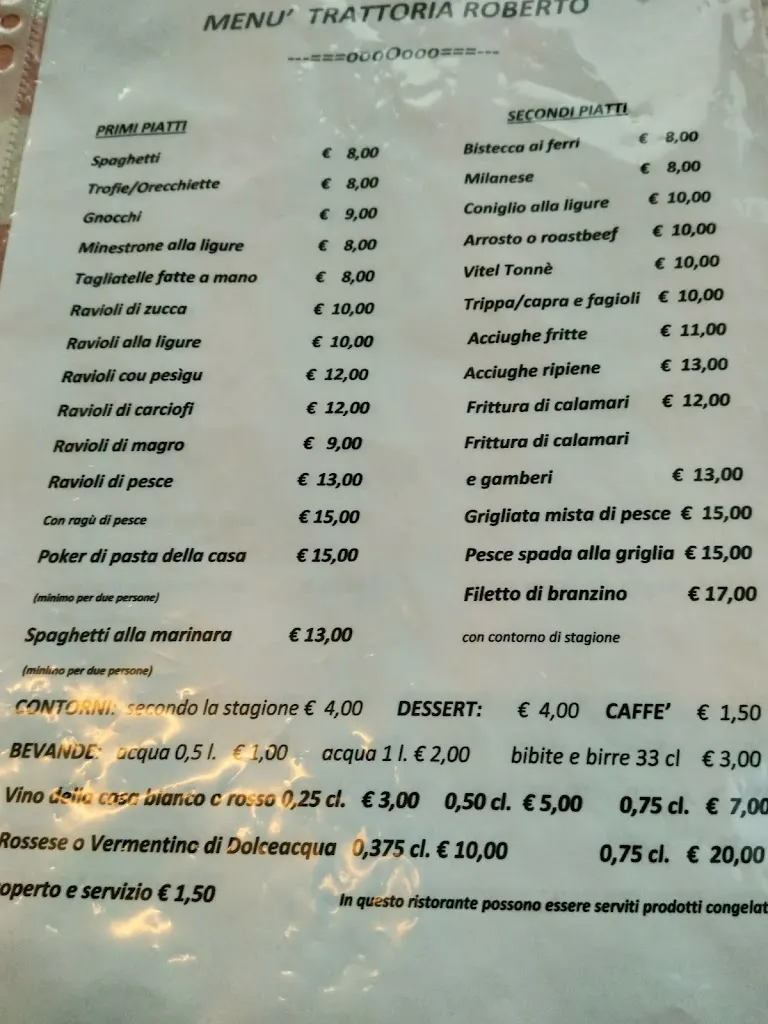 MENU' TRATTORIA ROBERTO
---===oooOooo===---
PRIMI PIATTI
Spaghetti € 8,00
Trofie/Orecchiette € 8,00
Gnocchi € 9,00
Minestrone alla ligure € 8,00
Tagliatelle fatte a mano € 8,00
Ravioli di zucca € 10,00
Ravioli alla ligure € 10,00
Ravioli cou pesìgu € 12,00
Ravioli di carciofi € 12,00
Ravioli di magro € 9,00
Ravioli di pesce € 13,00
Con ragù di pesce € 15,00
Poker di pasta della casa € 15,00
(minimo per due persone)
Spaghetti alla marinara € 13,00
(minimo per due persone)
SECONDI PIATTI
Bistecca ai ferri € 8,00
Milanese € 8,00
Coniglio alla ligure € 10,00
Arrosto o roastbeef € 10,00
Vitel Tonnè € 10,00
Trippa/capra e fagioli € 10,00
Acciughe fritte € 11,00
Acciughe ripiene € 13,00
Frittura di calamari € 12,00
Frittura di calamari
e gamberi € 13,00
Grigliata mista di pesce € 15,00
Pesce spada alla griglia € 15,00
Filetto di branzino € 17,00
con contorno di stagione
CONTORNI: secondo la stagione € 4,00 DESSERT: € 4,00 CAFFE' € 1,50
BEVANDE: acqua 0,5 l. € 1,00 acqua 1 l. € 2,00 bibite e birre 33 cl € 3,00
Vino della casa bianco o rosso 0,25 cl. € 3,00 0,50 cl. € 5,00 0,75 cl. € 7,00
Rossese o Vermentino di Dolceacqua 0,375 cl. € 10,00 0,75 cl. € 20,00
operto e servizio € 1,50
In questo ristorante possono essere serviti prodotti congelat